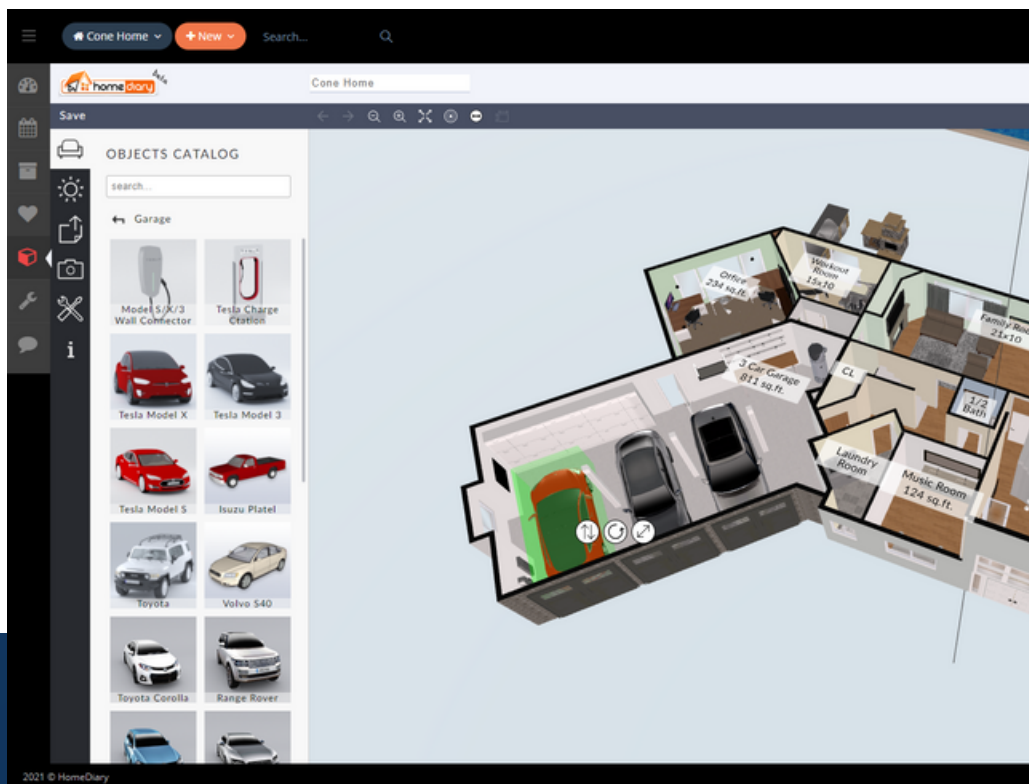 Cone Home
+ New
Search...
homediary
beta
Cone Home
Save
OBJECTS CATALOG
search...
Garage
Model S/X/3
Wall Connector
Tesla Charge
Ctation
Tesla Model X
Tesla Model 3
Tesla Model S
Isuzu Platel
Toyota
Volvo S40
Toyota Corolla
Range Rover
Office
234 sq.ft.
Workout
Room
15x10
Family Roo
21x10
3 Car Garage
811 sq.ft.
CL
1/2
Bath
Laundry
Room
Music Room
124 sq.ft.
2021 © HomeDiary